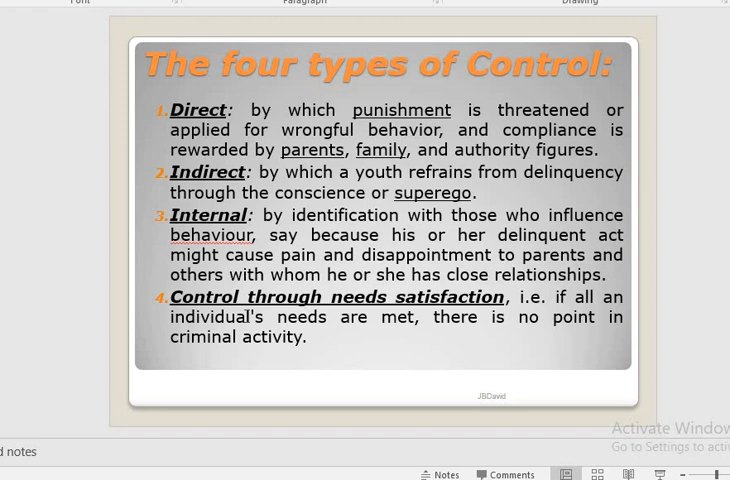 Font Paragraph Drawing
The four types of Control:
1. Direct: by which punishment is threatened or
applied for wrongful behavior, and compliance is
rewarded by parents, family, and authority figures.
2. Indirect: by which a youth refrains from delinquency
through the conscience or superego.
3. Internal: by identification with those who influence
behaviour, say because his or her delinquent act
might cause pain and disappointment to parents and
others with whom he or she has close relationships.
4. Control through needs satisfaction, i.e. if all an
individual's needs are met, there is no point in
criminal activity.
JBDavid
Activate Window
Go to Settings to activ
d notes
Notes Comments